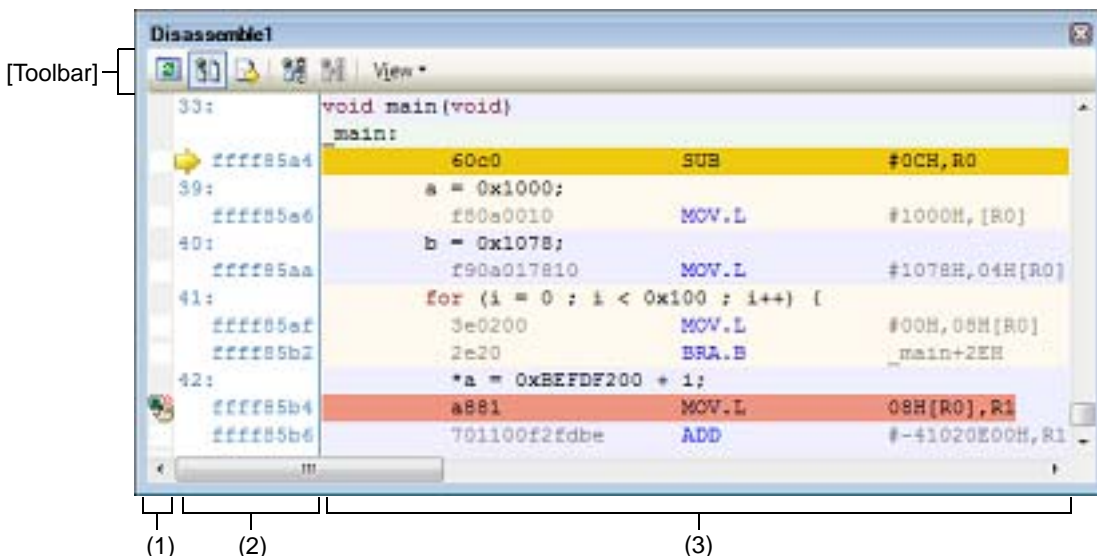 Disassemble1
[Toolbar]
View
33: void main(void)
_main:
ffff85a4 60c0 SUB #0CH,R0
39: a = 0x1000;
ffff85a6 f80a0010 MOV.L #1000H,[R0]
40: b = 0x1078;
ffff85aa f90a017810 MOV.L #1078H,04H[R0]
41: for (i = 0 ; i < 0x100 ; i++) {
ffff85af 3e0200 MOV.L #00H,08H[R0]
ffff85b2 2e20 BRA.B _main+2EH
42: *a = 0xBEFDF200 + i;
ffff85b4 a881 MOV.L 08H[R0],R1
ffff85b6 701100f2fdbe ADD #-41020E00H,R1
(1) (2) (3)